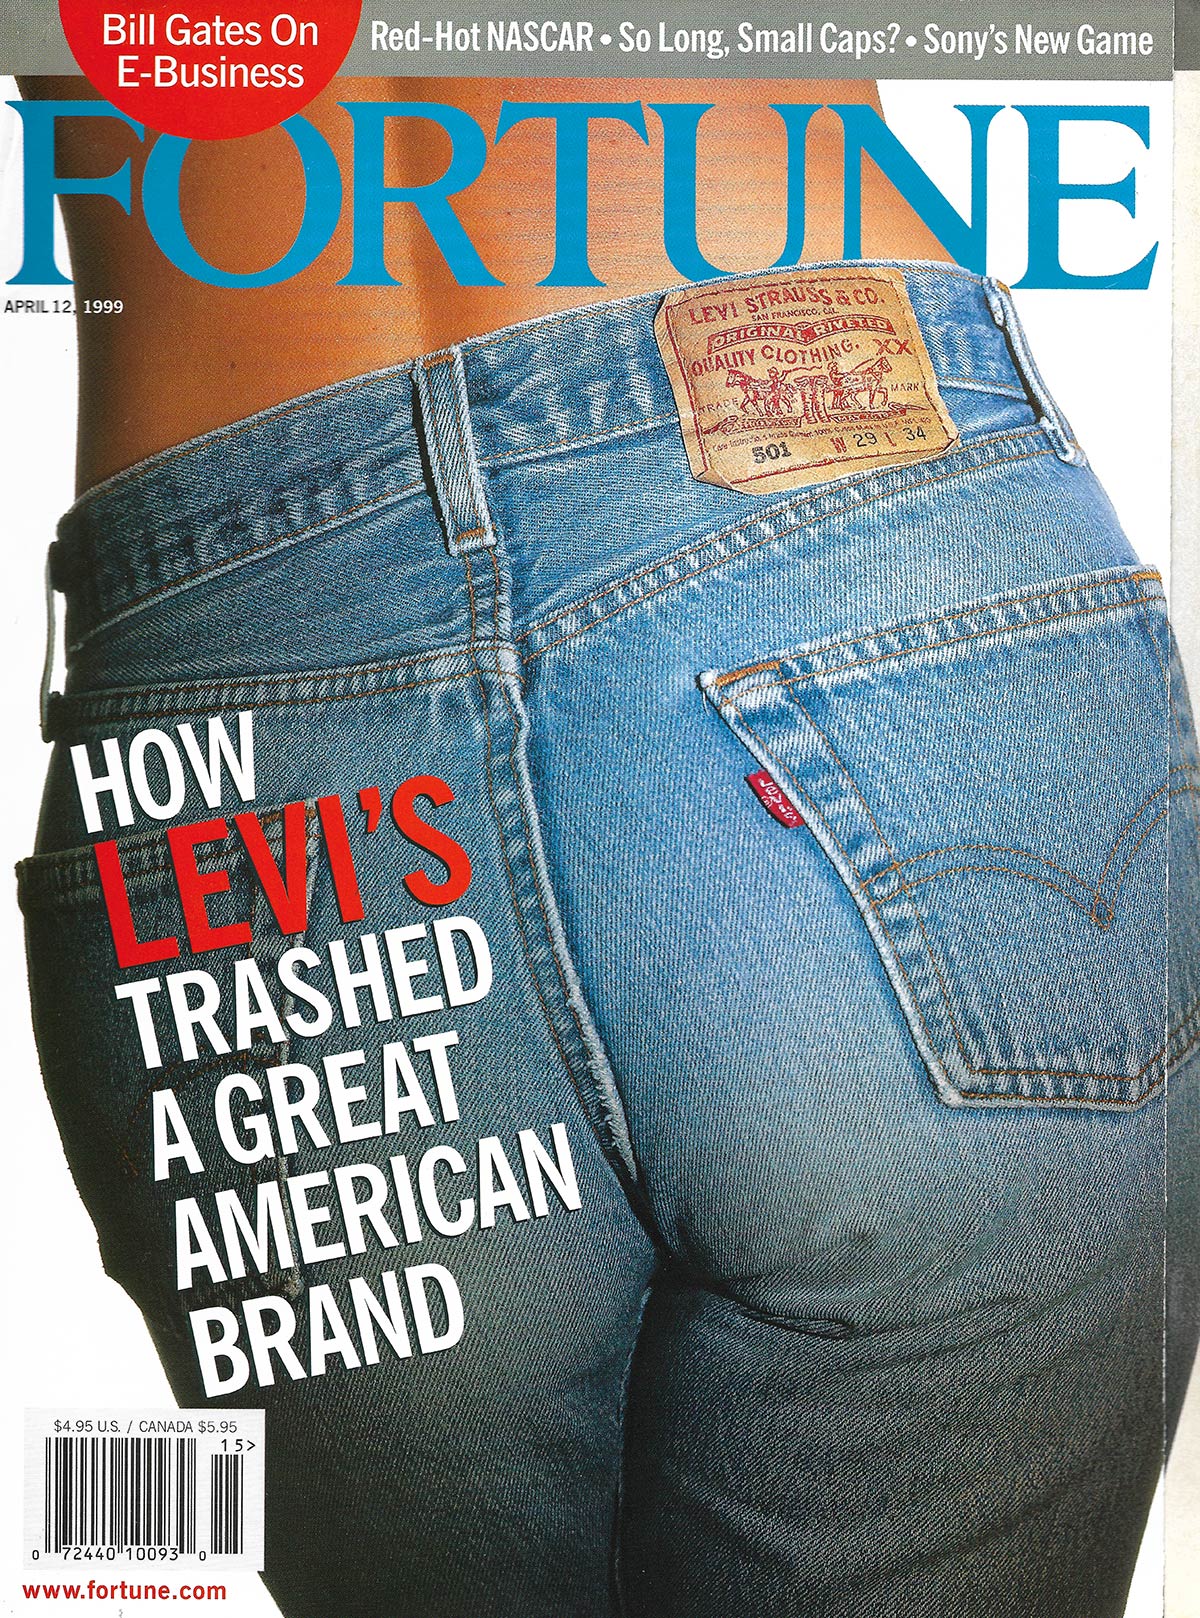 Bill Gates On
E-Business
Red-Hot NASCAR • So Long, Small Caps? • Sony's New Game
FORTUNE
APRIL 12, 1999
LEVI STRAUSS & CO.
SAN FRANCISCO, CAL.
ORIGINAL RIVETED
QUALITY CLOTHING. XX
TRADE MARK
501 W 29 L 34
Levi's
HOW
LEVI'S
TRASHED
A GREAT
AMERICAN
BRAND
$4.95 U.S. / CANADA $5.95
15>
0 72440 10093 0
www.fortune.com